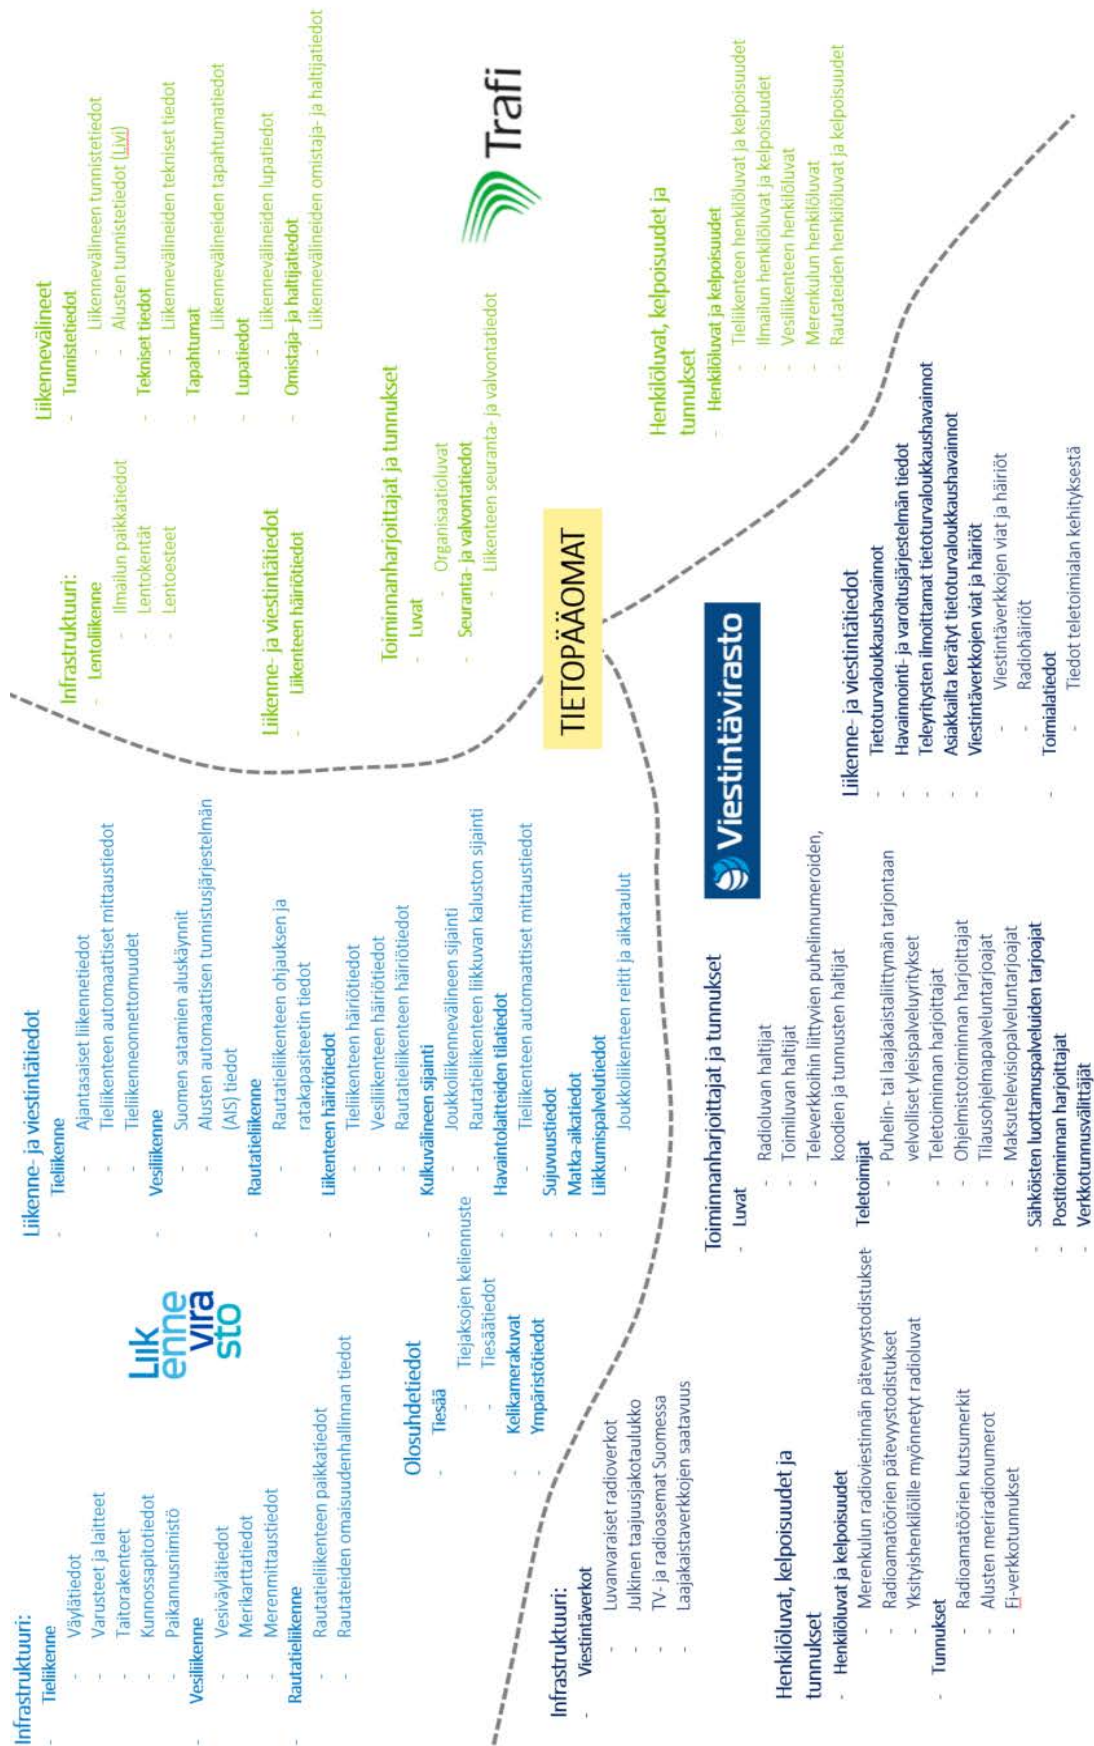 Infrastruktuuri:
- Tieliikenne
- Väylätiedot
- Varusteet ja laitteet
- Taitorakenteet
- Kunnossapitotiedot
- Paikannusnimistö
- Vesiliikenne
- Vesiväylätiedot
- Merikarttatiedot
- Merenmittaustiedot
- Rautatieliikenne
- Rautatieliikenteen paikkatiedot
- Rautateiden omaisuudenhallinnan tiedot
Liik
enne
vira
sto
Olosuhdetiedot
- Tiesää
- Tiejaksojen keliennuste
- Tiesäätiedot
- Kelikamerakuvat
- Ympäristötiedot
Liikenne- ja viestintätiedot
- Tieliikenne
- Ajantasaiset liikennetiedot
- Tieliikenteen automaattiset mittaustiedot
- Tieliikenneonnettomuudet
- Vesiliikenne
- Suomen satamien aluskäynnit
- Alusten automaattisen tunnistusjärjestelmän
(AIS) tiedot
- Rautatieliikenne
- Rautatieliikenteen ohjauksen ja
ratakapasiteetin tiedot
- Liikenteen häiriötiedot
- Tieliikenteen häiriötiedot
- Vesiliikenteen häiriötiedot
- Rautatieliikenteen häiriötiedot
- Kulkuvälineen sijainti
- Joukkoliikennevälineen sijainti
- Rautatieliikenteen liikkuvan kaluston sijainti
- Havaintolaitteiden tilatiedot
- Tieliikenteen automaattiset mittaustiedot
- Sujuvuustiedot
- Matka-aikatiedot
- Liikkumispalvelutiedot
- Joukkoliikenteen reitit ja aikataulut
Infrastruktuuri:
- Lentoliikenne
- Ilmailun paikkatiedot
- Lentokentät
- Lentoesteet
Liikenne- ja viestintätiedot
- Liikenteen häiriötiedot
Toiminnanharjoittajat ja tunnukset
- Luvat
- Organisaatioluvat
- Seuranta- ja valvontatiedot
- Liikenteen seuranta- ja valvontatiedot
Liikennevälineet
- Tunnistetiedot
- Liikennevälineen tunnistetiedot
- Alusten tunnistetiedot (Livi)
- Tekniset tiedot
- Liikennevälineiden tekniset tiedot
- Tapahtumat
- Liikennevälineiden tapahtumatiedot
- Lupatiedot
- Liikennevälineiden lupatiedot
- Omistaja- ja haltijatiedot
- Liikennevälineiden omistaja- ja haltijatiedot
Trafi
Henkilöluvat, kelpoisuudet ja
tunnukset
- Henkilöluvat ja kelpoisuudet
- Tieliikenteen henkilöluvat ja kelpoisuudet
- Ilmailun henkilöluvat ja kelpoisuudet
- Vesiliikenteen henkilöluvat
- Merenkulun henkilöluvat
- Rautateiden henkilöluvat ja kelpoisuudet
TIETOPÄÄOMAT
Infrastruktuuri:
- Viestintäverkot
- Luvanvaraiset radioverkot
- Julkinen taajuusjakotaulukko
- TV- ja radioasemat Suomessa
- Laajakaistaverkkojen saatavuus
Henkilöluvat, kelpoisuudet ja
tunnukset
- Henkilöluvat ja kelpoisuudet
- Merenkulun radioviestinnän pätevyystodistukset
- Radioamatöörien pätevyystodistukset
- Yksityishenkilöille myönnetyt radioluvat
- Tunnukset
- Radioamatöörien kutsumerkit
- Alusten meriradionumerot
- Fi-verkkotunnukset
Viestintävirasto
Toiminnanharjoittajat ja tunnukset
- Luvat
- Radioluvan haltijat
- Toimiluvan haltijat
- Televerkkoihin liittyvien puhelinnumeroiden,
koodien ja tunnusten haltijat
- Teletoimijat
- Puhelin- tai laajakaistaliittymän tarjontaan
velvolliset yleispalveluyritykset
- Teletoiminnan harjoittajat
- Ohjelmistotoiminnan harjoittajat
- Tilausohjelmapalveluntarjoajat
- Maksutelevisiopalveluntarjoajat
- Sähköisten luottamuspalveluiden tarjoajat
- Postitoiminnan harjoittajat
- Verkkotunnusvälittäjät
Liikenne- ja viestintätiedot
- Tietoturvaloukkaushavainnot
- Havainnointi- ja varoitusjärjestelmän tiedot
- Teleyritysten ilmoittamat tietoturvaloukkaushavainnot
- Asiakkailta kerätyt tietoturvaloukkaushavainnot
- Viestintäverkkojen viat ja häiriöt
- Viestintäverkkojen viat ja häiriöt
- Radiohäiriöt
- Toimialatiedot
- Tiedot teletoimialan kehityksestä